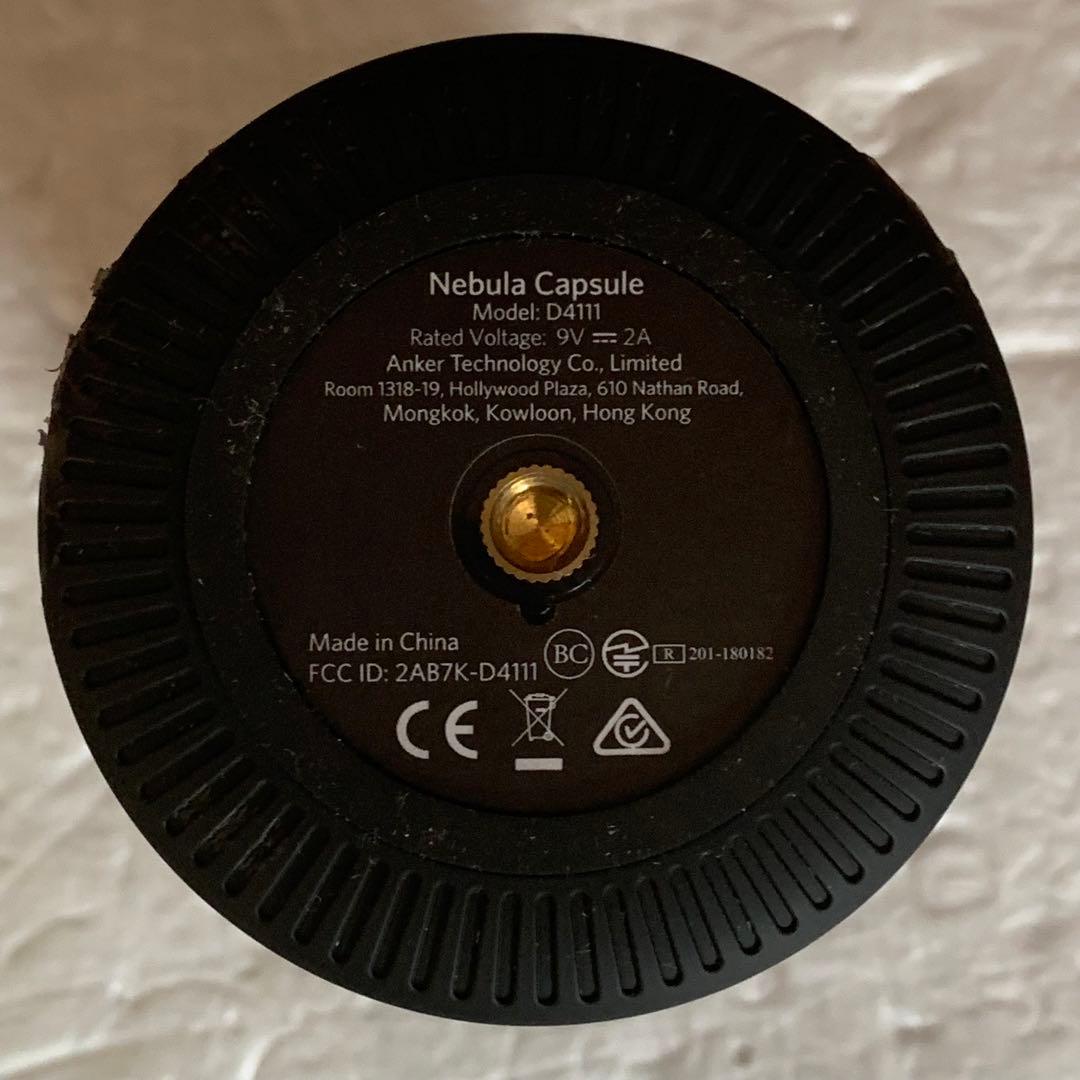 Nebula Capsule
Model: D4111
Rated Voltage: 9V ⎓ 2A
Anker Technology Co., Limited
Room 1318-19, Hollywood Plaza, 610 Nathan Road,
Mongkok, Kowloon, Hong Kong
Made in China
FCC ID: 2AB7K-D4111 BC R 201-180182
CE